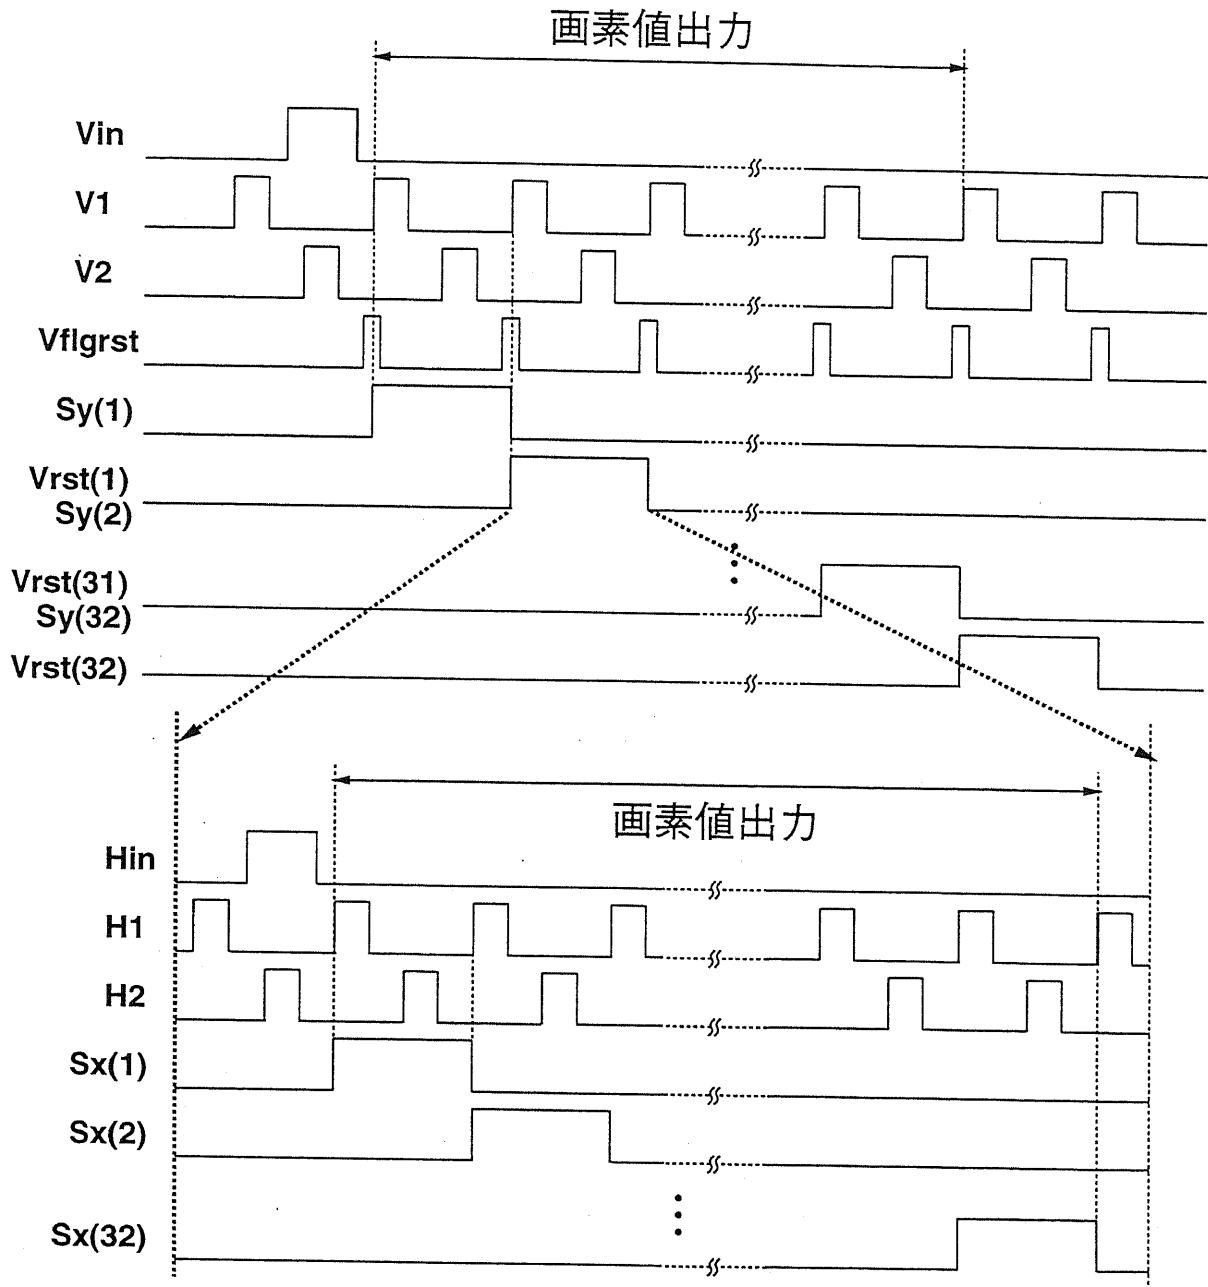 画素値出力
Vin
V1
V2
Vflgrst
Sy(1)
Vrst(1)
Sy(2)
Vrst(31)
Sy(32)
Vrst(32)
画素値出力
Hin
H1
H2
Sx(1)
Sx(2)
Sx(32)